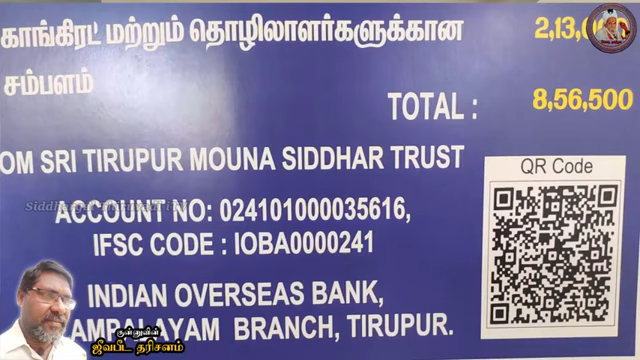 காங்கிரட் மற்றும் தொழிலாளர்களுக்கான
சம்பளம்
TOTAL : 8,56,500
OM SRI TIRUPUR MOUNA SIDDHAR TRUST
ACCOUNT NO: 024101000035616,
IFSC CODE : IOBA0000241
INDIAN OVERSEAS BANK,
BRANCH, TIRUPUR.
QR Code
குன்னுவின்
ஜீவபீட தரிசனம்